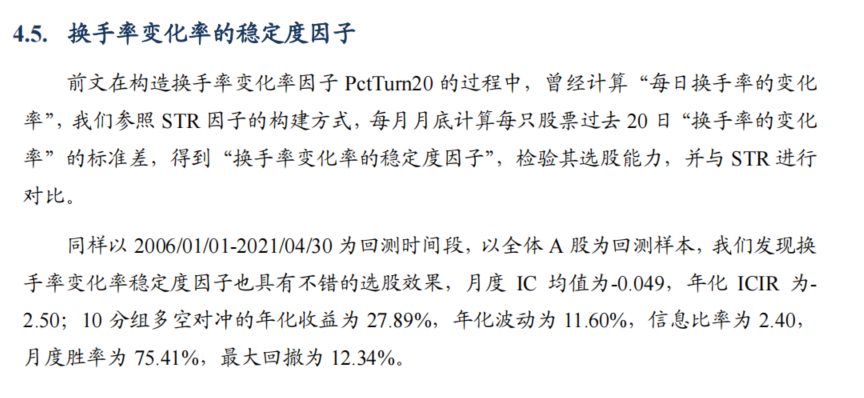 4.5. 换手率变化率的稳定度因子
前文在构造换手率变化率因子 PctTurn20 的过程中，曾经计算“每日换手率的变化
率”，我们参照 STR 因子的构建方式，每月月底计算每只股票过去 20 日“换手率的变化
率”的标准差，得到“换手率变化率的稳定度因子”，检验其选股能力，并与 STR 进行
对比。
同样以 2006/01/01-2021/04/30 为回测时间段，以全体 A 股为回测样本，我们发现换
手率变化率稳定度因子也具有不错的选股效果，月度 IC 均值为-0.049，年化 ICIR 为-
2.50；10 分组多空对冲的年化收益为 27.89%，年化波动为 11.60%，信息比率为 2.40，
月度胜率为 75.41%，最大回撤为 12.34%。